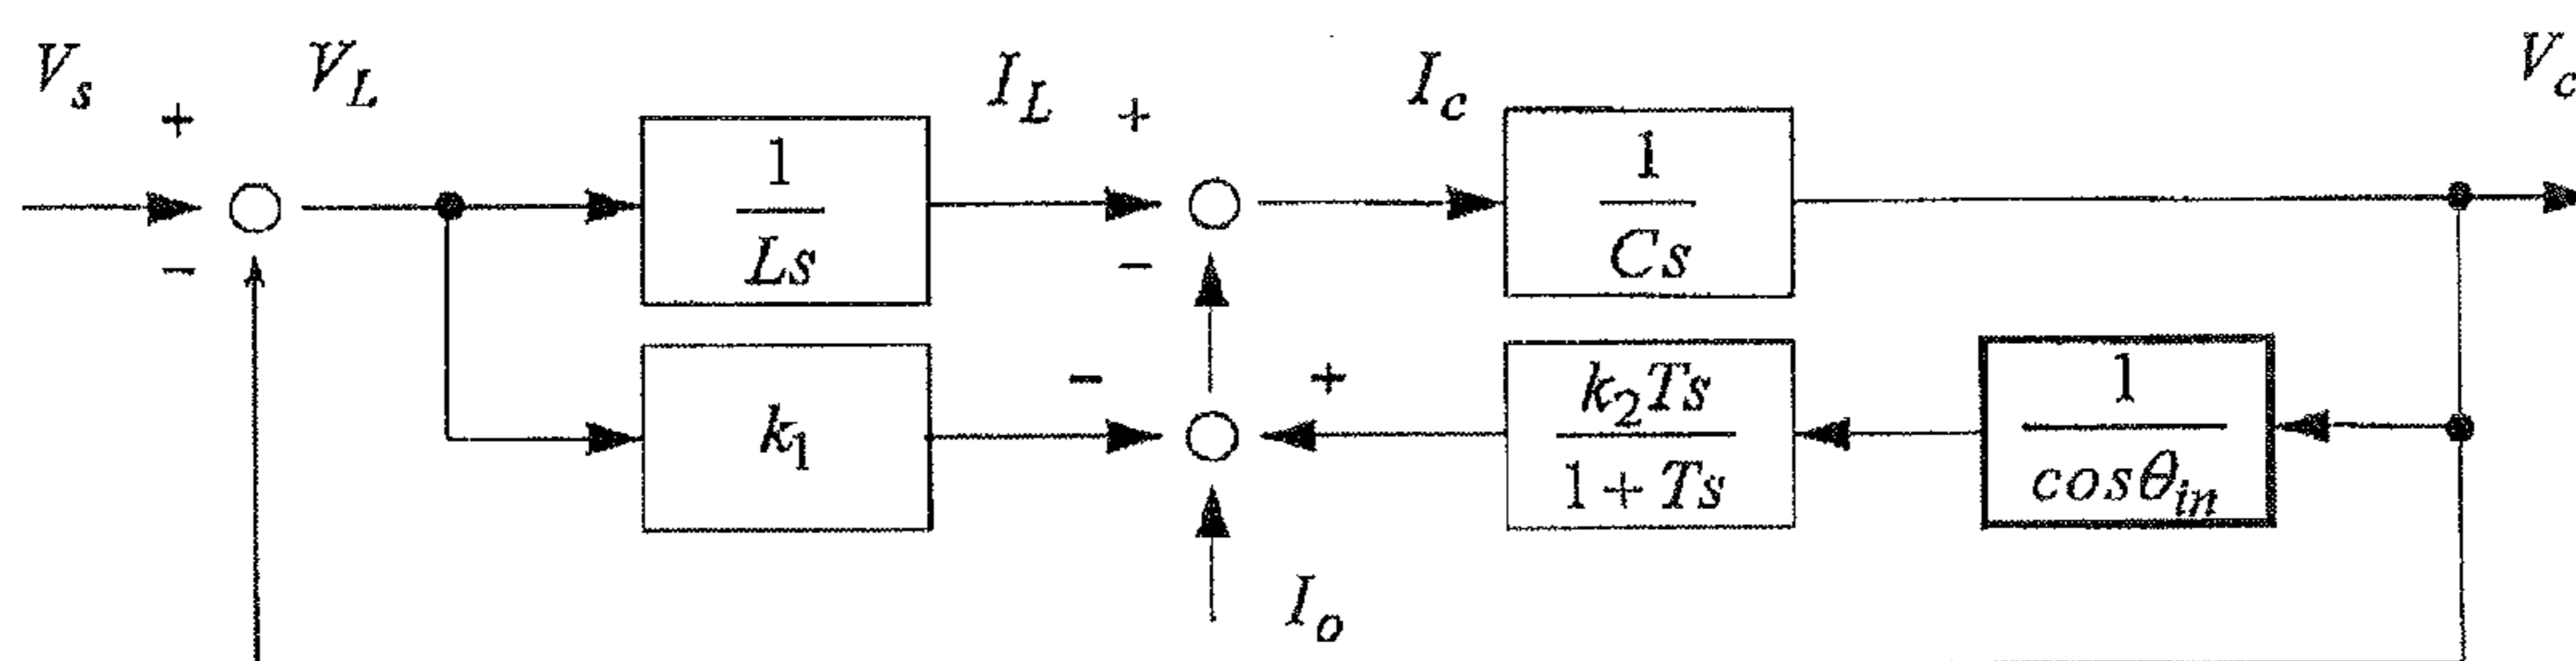 V_s + V_L I_L + I_c V_c
1/(Ls) 1/(Cs)
− −
k_1 − + k_2Ts/(1+Ts) 1/(cosθ_in)
I_o